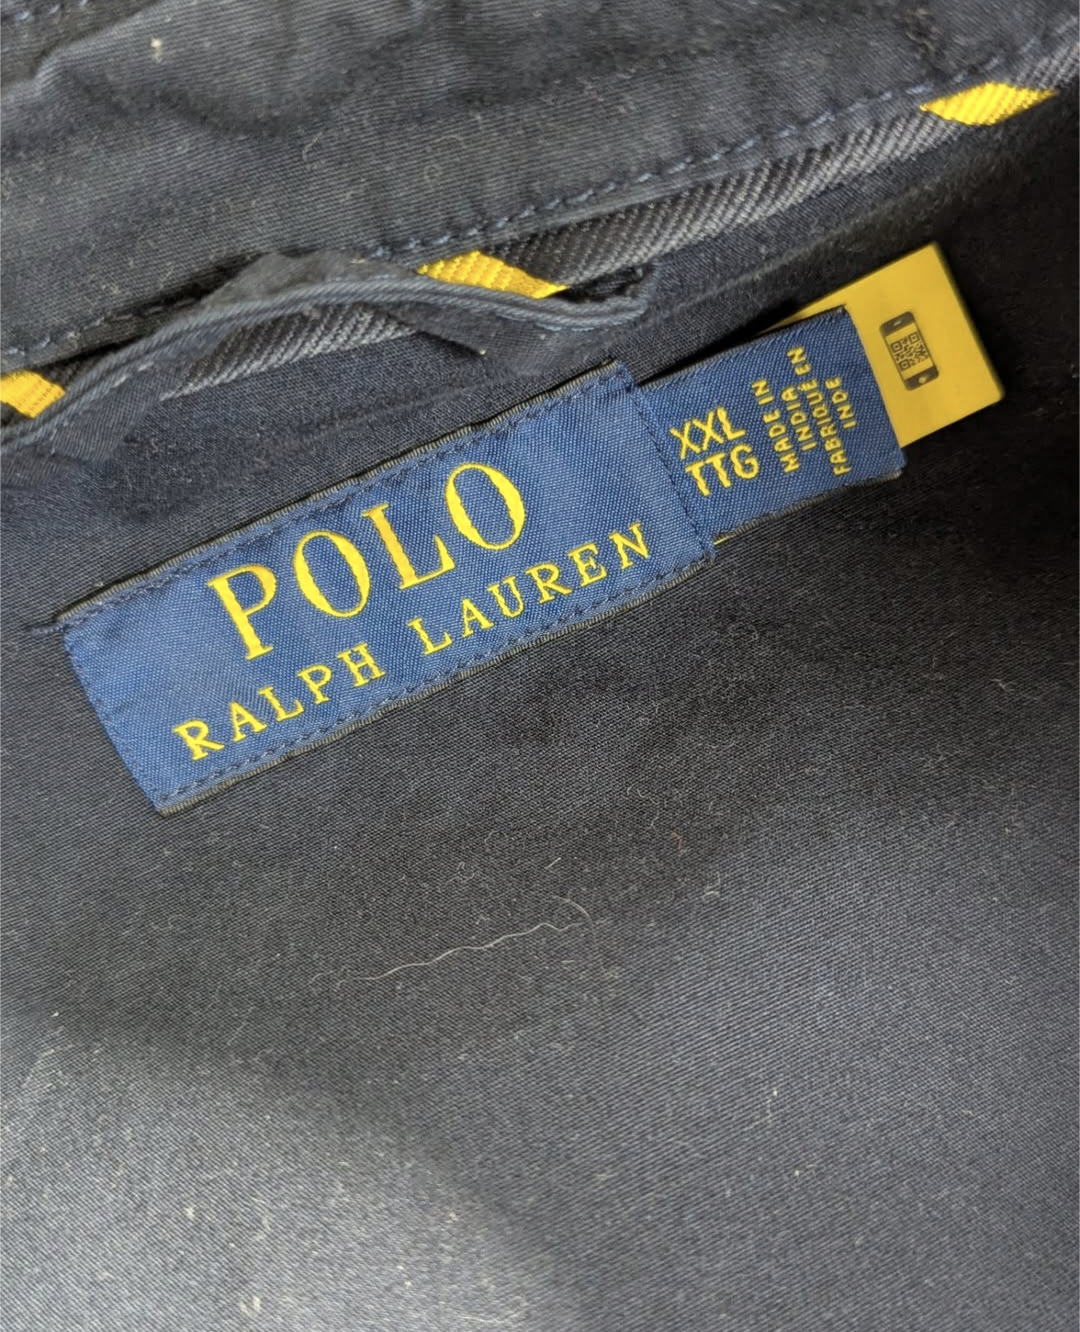 POLO
RALPH LAUREN
XXL
TTG
MADE IN
INDIA
FABRIQUÉ EN
INDE